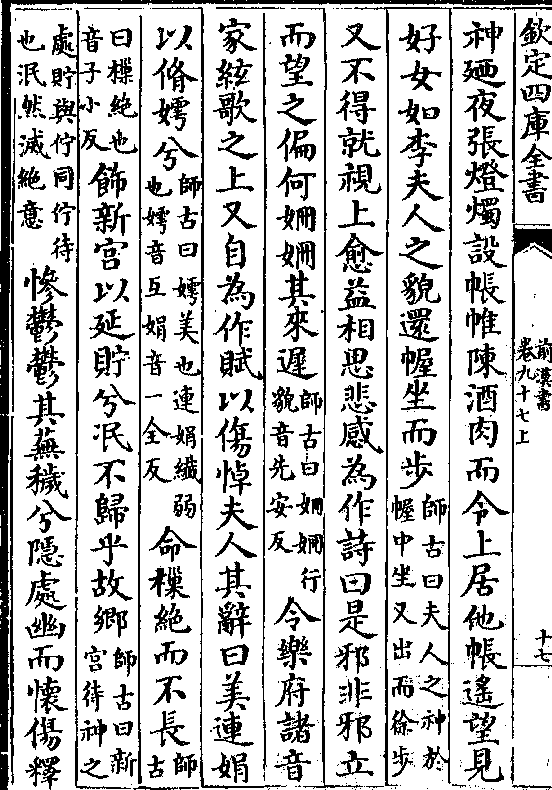 欽定四庫全書
前漢書
卷九十七上
十七
神廼夜張燈燭設帳帷陳酒肉而令上居他帳遙望見
好女如李夫人之貌還幄坐而步師古曰夫人之神於
幄中坐又出而徐步
又不得就視上愈益相思悲感為作詩曰是邪非邪立
而望之偏何姍姍其來遲師古曰姍姍行
貌音先安反令樂府諸音
家絃歌之上又自為作賦以傷悼夫人其辭曰美連娟
以脩嫮兮師古曰嫮美也連娟纖弱
也嫮音互娟音一全反命樔絶而不長師古
曰樔絶也
音子小反飾新宮以延貯兮泯不歸乎故鄉師古曰新
宮待神之
處貯與佇同佇待
也泯然滅絶意慘鬱鬱其蕪穢兮隱處幽而懷傷釋